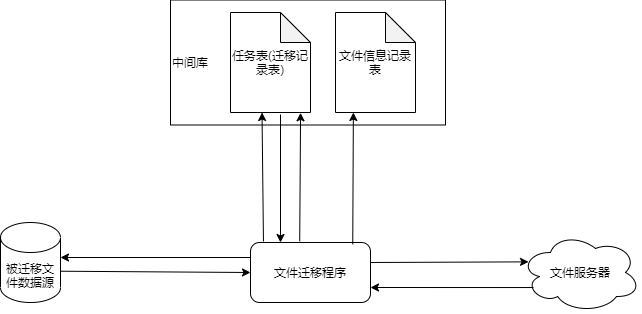 中间库
任务表(迁移记
录表)
文件信息记录
表
被迁移文
件数据源
文件迁移程序
文件服务器